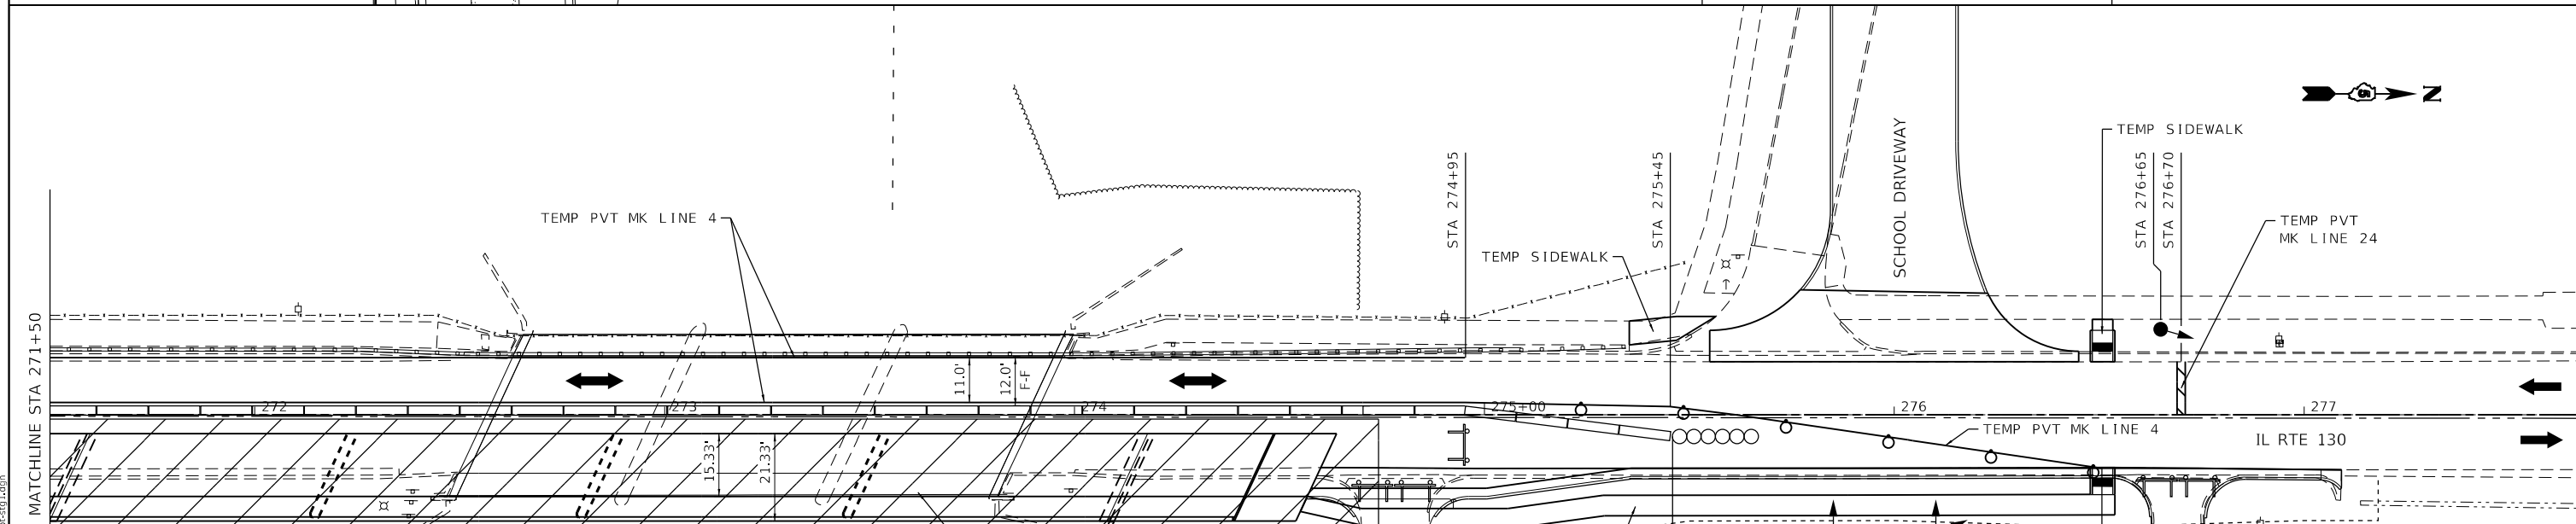 N
TEMP SIDEWALK
STA 274+95
STA 275+45
SCHOOL DRIVEWAY
STA 276+65
STA 276+70
TEMP PVT MK LINE 4
TEMP PVT
MK LINE 24
TEMP SIDEWALK
MATCHLINE STA 271+50
11.0'
12.0'
F-F
272
273
274
275+00
276
277
TEMP PVT MK LINE 4
IL RTE 130
15.33'
21.33'